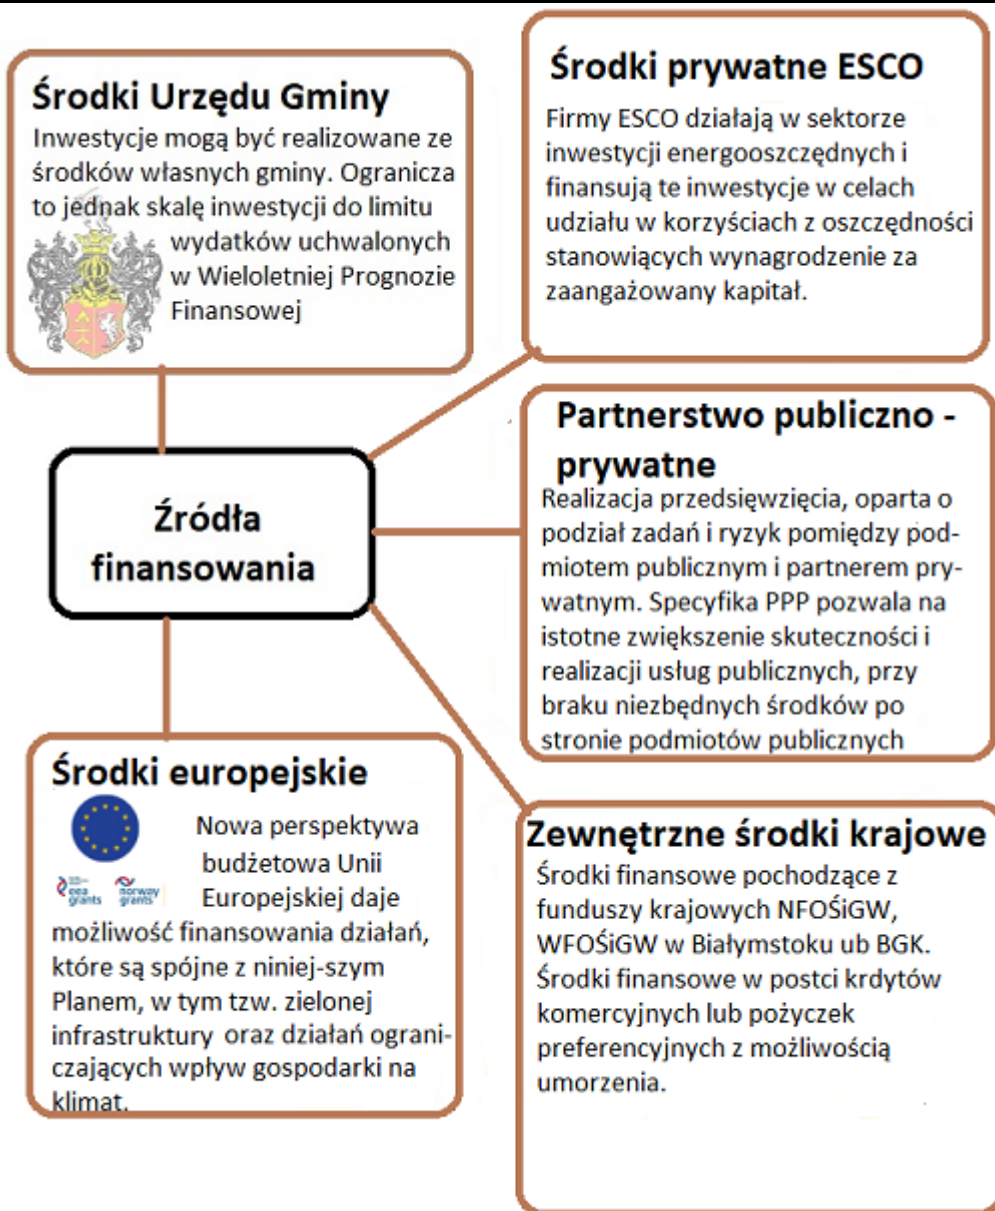 Środki Urzędu Gminy
Inwestycje mogą być realizowane ze
środków własnych gminy. Ogranicza
to jednak skalę inwestycji do limitu
wydatków uchwalonych
w Wieloletniej Prognozie
Finansowej
Środki prywatne ESCO
Firmy ESCO działają w sektorze
inwestycji energooszczędnych i
finansują te inwestycje w celach
udziału w korzyściach z oszczędności
stanowiących wynagrodzenie za
zaangażowany kapitał.
Źródła
finansowania
Partnerstwo publiczno -
prywatne
Realizacja przedsięwzięcia, oparta o
podział zadań i ryzyk pomiędzy pod-
miotem publicznym i partnerem pry-
watnym. Specyfika PPP pozwala na
istotne zwiększenie skuteczności i
realizacji usług publicznych, przy
braku niezbędnych środków po
stronie podmiotów publicznych
Środki europejskie
Nowa perspektywa
budżetowa Unii
Europejskiej daje
możliwość finansowania działań,
które są spójne z niniej-szym
Planem, w tym tzw. zielonej
infrastruktury oraz działań ograni-
czających wpływ gospodarki na
klimat.
eea
grants
norway
grants
Zewnętrzne środki krajowe
Środki finansowe pochodzące z
funduszy krajowych NFOŚiGW,
WFOŚiGW w Białymstoku ub BGK.
Środki finansowe w postci krdytów
komercyjnych lub pożyczek
preferencyjnych z możliwością
umorzenia.